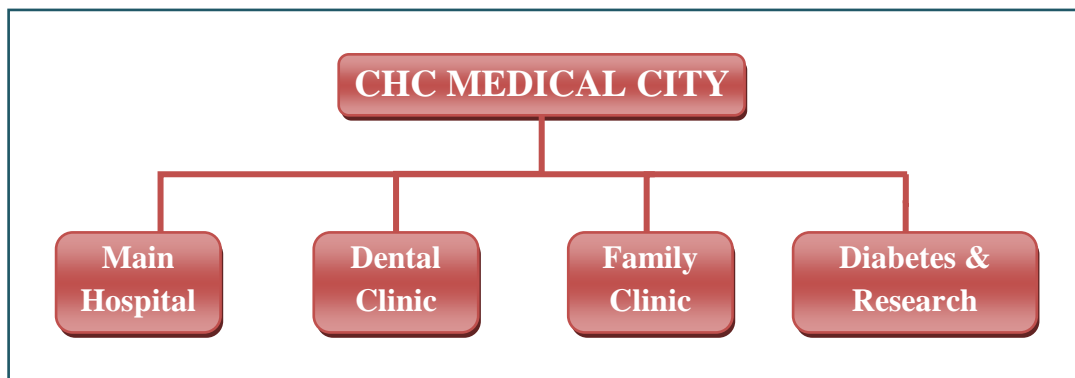 CHC MEDICAL CITY
Main
Hospital
Dental
Clinic
Family
Clinic
Diabetes &
Research